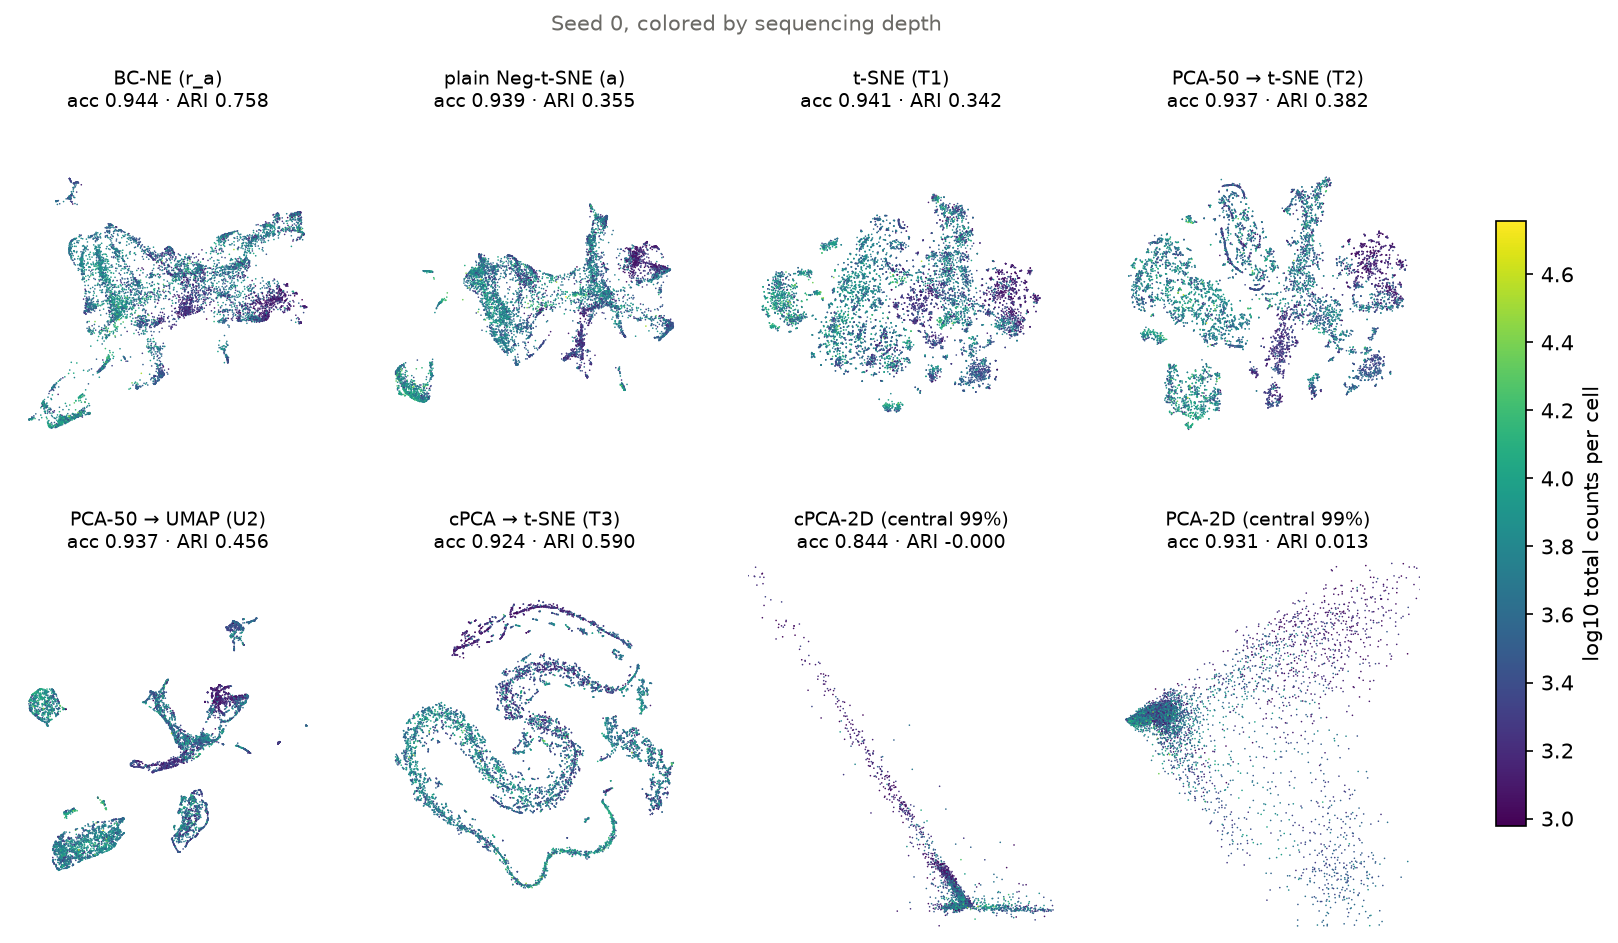 Seed 0, colored by sequencing depth
BC-NE (r_a)
acc 0.944 · ARI 0.758
plain Neg-t-SNE (a)
acc 0.939 · ARI 0.355
t-SNE (T1)
acc 0.941 · ARI 0.342
PCA-50 → t-SNE (T2)
acc 0.937 · ARI 0.382
PCA-50 → UMAP (U2)
acc 0.937 · ARI 0.456
cPCA → t-SNE (T3)
acc 0.924 · ARI 0.590
cPCA-2D (central 99%)
acc 0.844 · ARI -0.000
PCA-2D (central 99%)
acc 0.931 · ARI 0.013
4.6
4.4
4.2
4.0
3.8
3.6
3.4
3.2
3.0
log10 total counts per cell